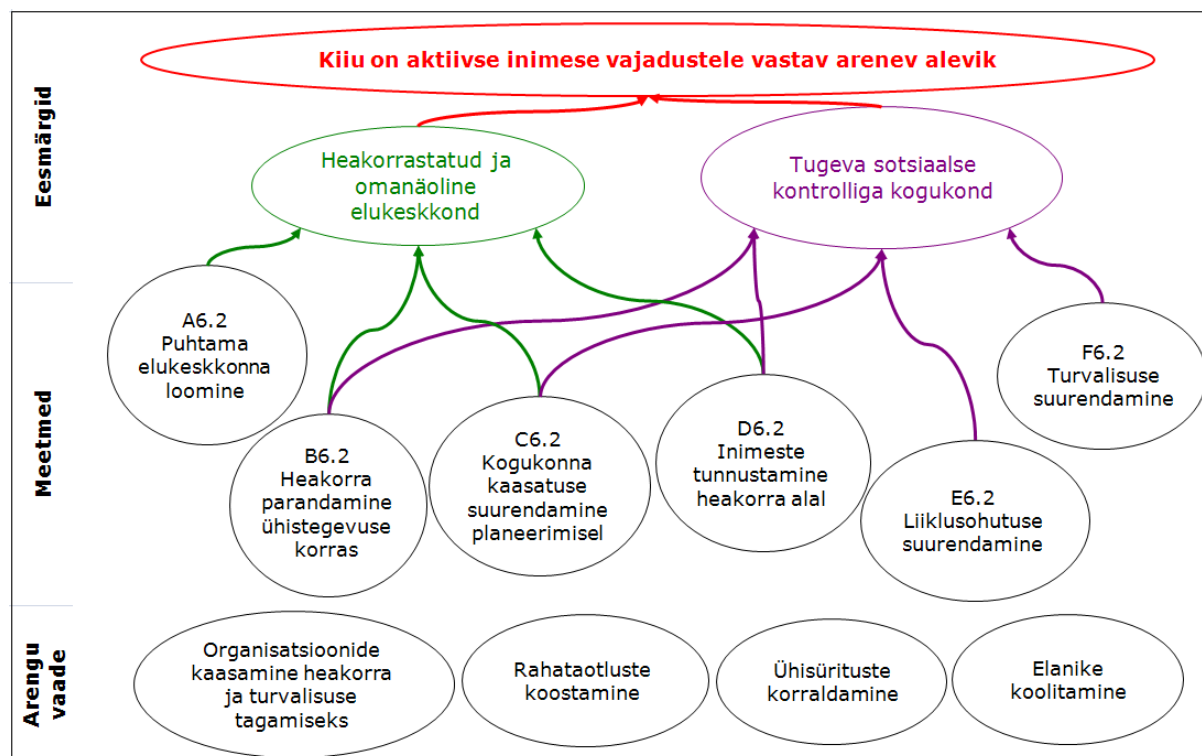 Eesmärgid
Kiiu on aktiivse inimese vajadustele vastav arenev alevik
Heakorrastatud ja
omanäoline
elukeskkond
Tugeva sotsiaalse
kontrolliga kogukond
Meetmed
A6.2
Puhtama
elukeskkonna
loomine
B6.2
Heakorra
parandamine
ühistegevuse
korras
C6.2
Kogukonna
kaasatuse
suurendamine
planeerimisel
D6.2
Inimeste
tunnustamine
heakorra alal
E6.2
Liiklusohutuse
suurendamine
F6.2
Turvalisuse
suurendamine
Arengu
vaade
Organisatsioonide
kaasamine heakorra
ja turvalisuse
tagamiseks
Rahataotluste
koostamine
Ühisürituste
korraldamine
Elanike
koolitamine